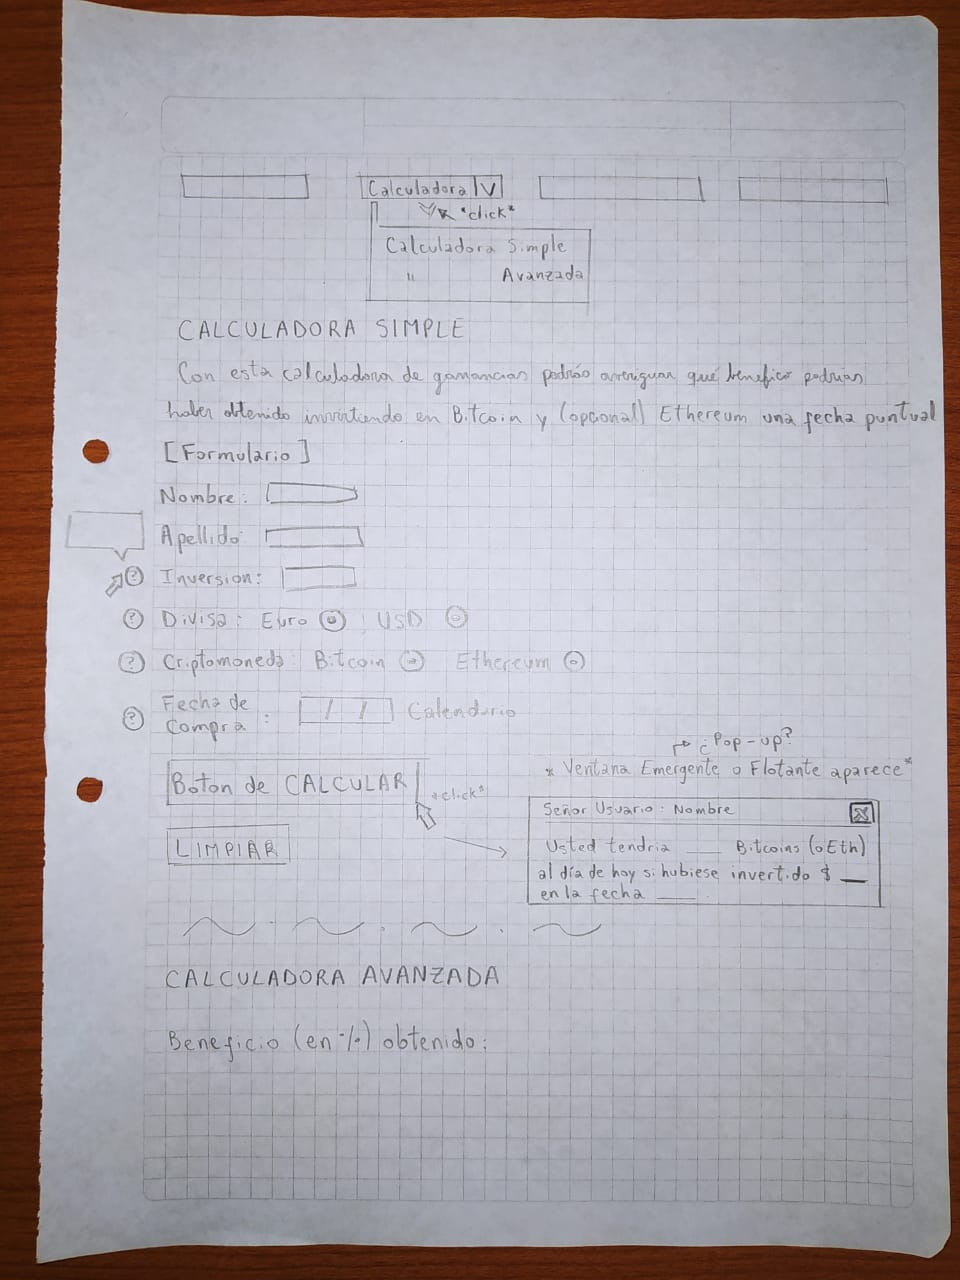 Calculadora V
*click*
Calculadora Simple
" Avanzada
CALCULADORA SIMPLE
Con esta calculadora de ganancias podrás averiguar qué benefico podrias
haber obtenido invirtiendo en Bitcoin y (opcional) Ethereum una fecha puntual
[Formulario]
Nombre:
Apellido:
? Inversion:
? Divisa: Euro ; USD
? Criptomoneda: Bitcoin Ethereum
? Fecha de
Compra : / / Calendario
¿Pop-up?
* Ventana Emergente o Flotante aparece*
Boton de CALCULAR
*click*
LIMPIAR
Señor Usuario: Nombre X
Usted tendria ___ Bitcoins (o Eth)
al día de hoy si hubiese invertido $ __
en la fecha ___.
CALCULADORA AVANZADA
Beneficio (en %) obtenido: